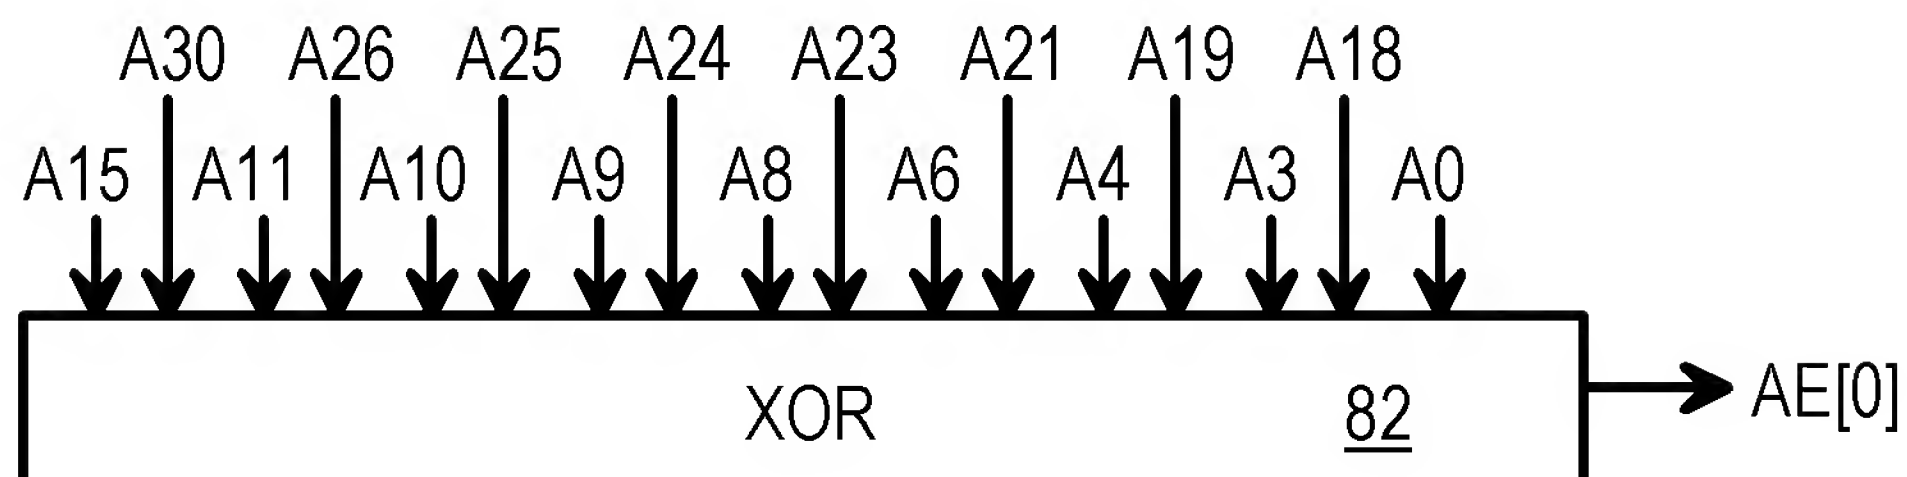 A30 A26 A25 A24 A23 A21 A19 A18
A15 A11 A10 A9 A8 A6 A4 A3 A0
XOR 82 AE[0]